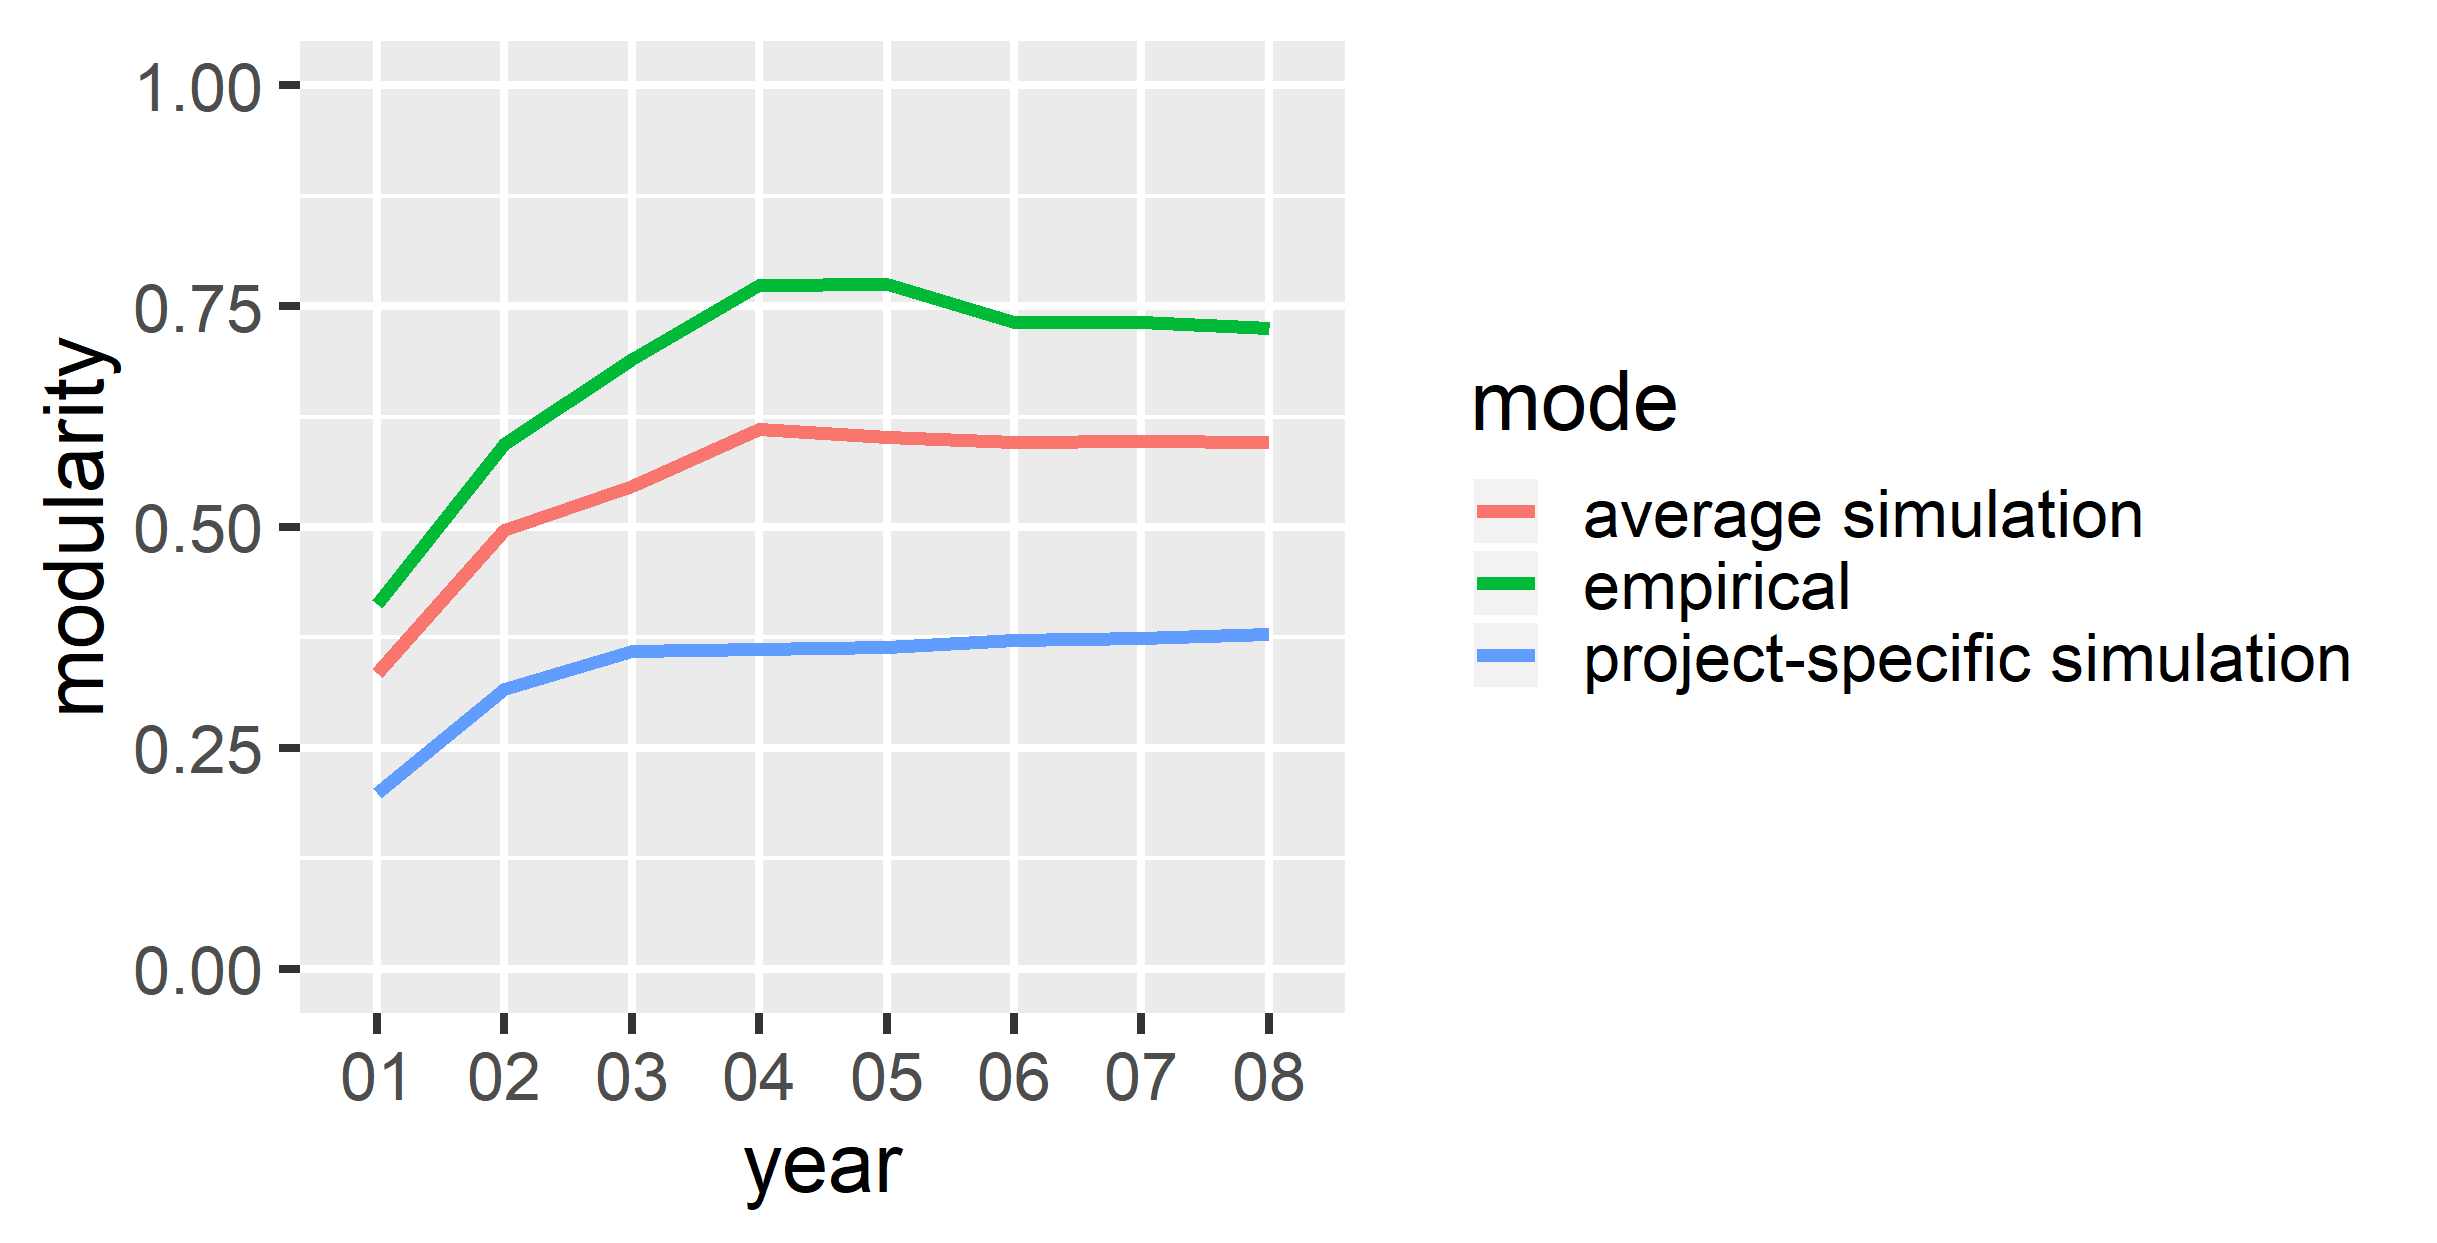 1.00
0.75
0.50
0.25
0.00
modularity
01 02 03 04 05 06 07 08
year
mode
average simulation
empirical
project-specific simulation